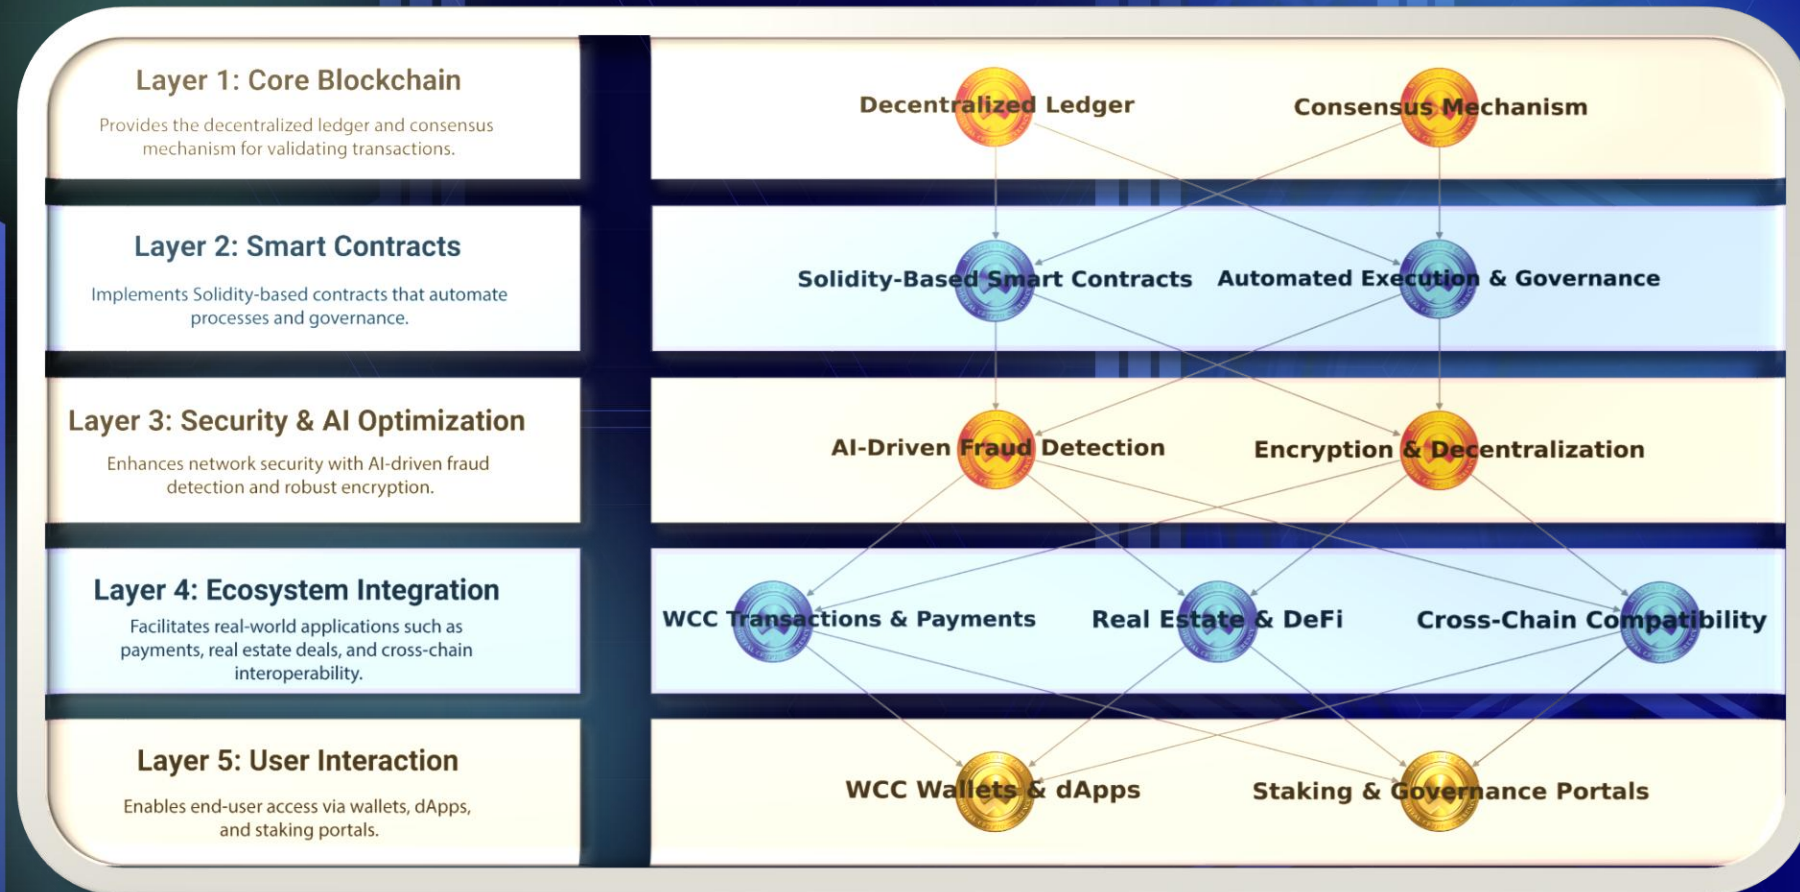 Layer 1: Core Blockchain
Provides the decentralized ledger and consensus
mechanism for validating transactions.
Decentralized Ledger
Consensus Mechanism
Layer 2: Smart Contracts
Implements Solidity-based contracts that automate
processes and governance.
Solidity-Based Smart Contracts
Automated Execution & Governance
Layer 3: Security & AI Optimization
Enhances network security with AI-driven fraud
detection and robust encryption.
AI-Driven Fraud Detection
Encryption & Decentralization
Layer 4: Ecosystem Integration
Facilitates real-world applications such as
payments, real estate deals, and cross-chain
interoperability.
WCC Transactions & Payments
Real Estate & DeFi
Cross-Chain Compatibility
Layer 5: User Interaction
Enables end-user access via wallets, dApps,
and staking portals.
WCC Wallets & dApps
Staking & Governance Portals